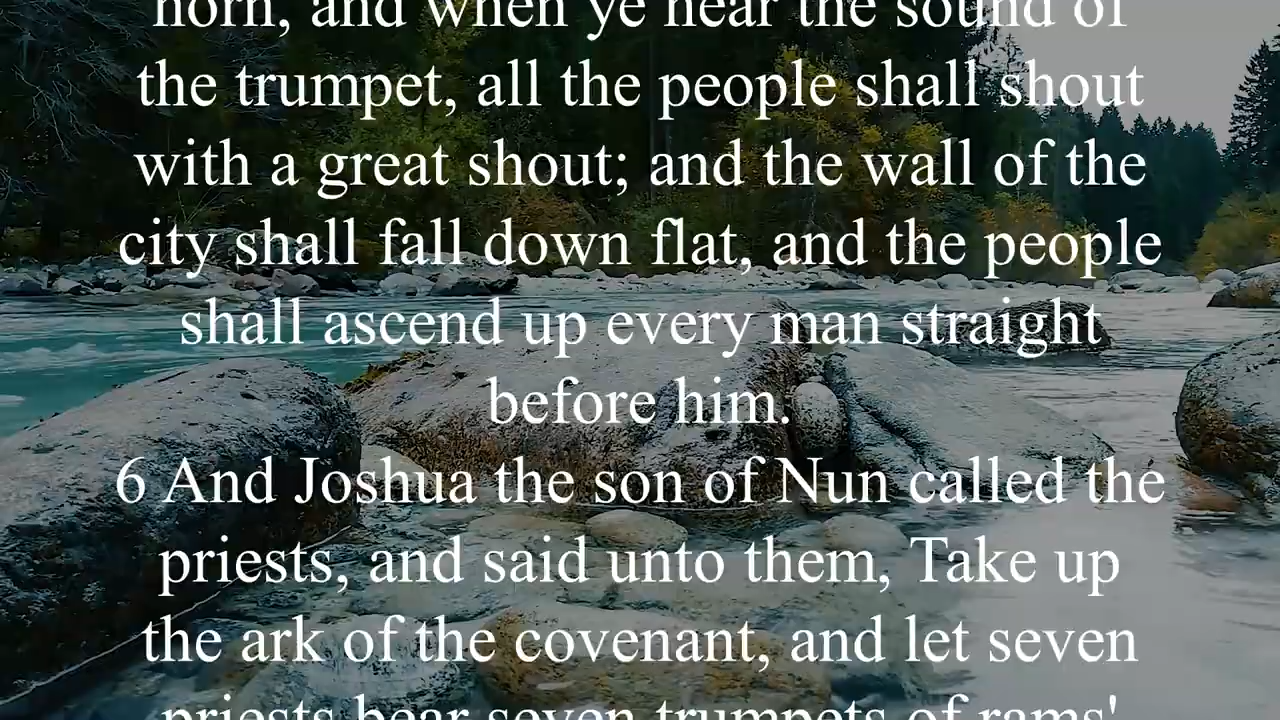 horn, and when ye hear the sound of
the trumpet, all the people shall shout
with a great shout; and the wall of the
city shall fall down flat, and the people
shall ascend up every man straight
before him.
6 And Joshua the son of Nun called the
priests, and said unto them, Take up
the ark of the covenant, and let seven
priests bear seven trumpets of rams'